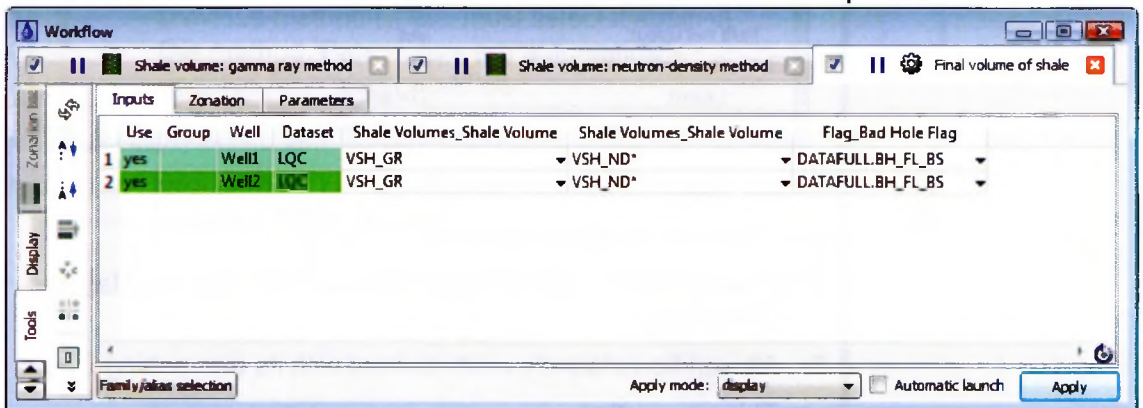 Workflow
Shale volume: gamma ray method
Shale volume: neutron-density method
Final volume of shale
Inputs Zonation Parameters
Use Group Well Dataset Shale Volumes_Shale Volume Shale Volumes_Shale Volume Flag_Bad Hole Flag
1 yes Well1 LQC VSH_GR VSH_ND* DATAFULL.BH_FL_BS
2 yes Well2 LQC VSH_GR VSH_ND* DATAFULL.BH_FL_BS
Zonation
Display
Tools
Family/alias selection Apply mode: display Automatic launch Apply